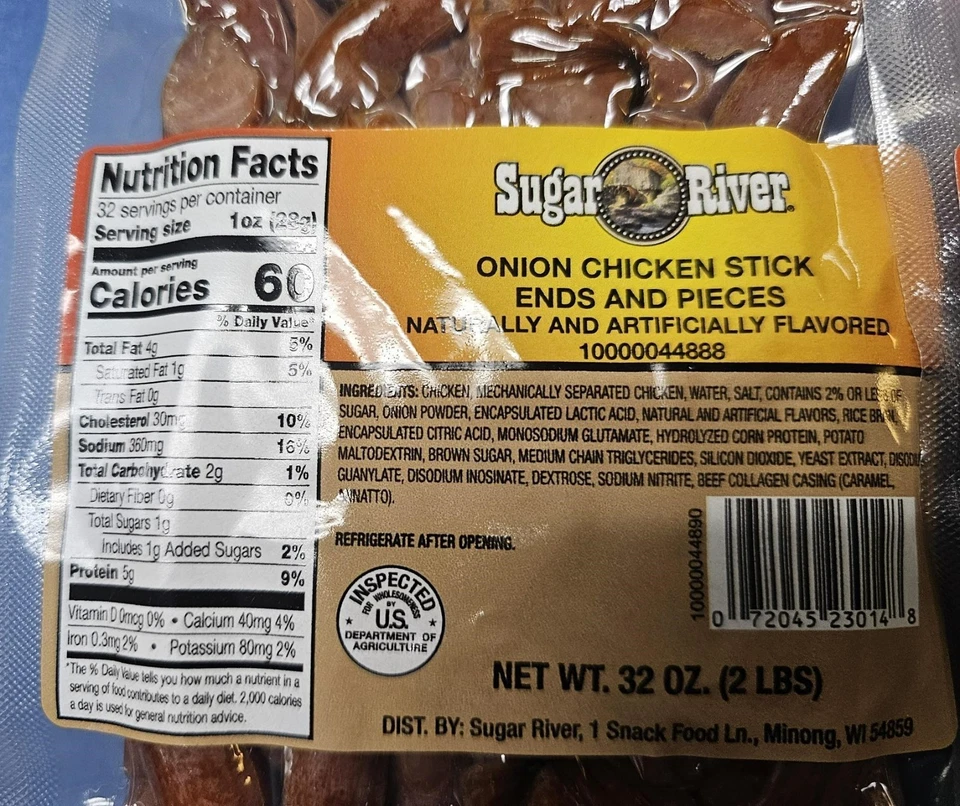 Nutrition Facts
32 servings per container
Serving size 1oz (28g)
Amount per serving
Calories 60
% Daily Value*
Total Fat 4g 5%
Saturated Fat 1g 5%
Trans Fat 0g
Cholesterol 30mg 10%
Sodium 360mg 16%
Total Carbohydrate 2g 1%
Dietary Fiber 0g 0%
Total Sugars 1g
Includes 1g Added Sugars 2%
Protein 5g 9%
Vitamin D 0mcg 0% • Calcium 40mg 4%
Iron 0.3mg 2% • Potassium 80mg 2%
*The % Daily Value tells you how much a nutrient in a
serving of food contributes to a daily diet. 2,000 calories
a day is used for general nutrition advice.
Sugar River
ONION CHICKEN STICK
ENDS AND PIECES
NATURALLY AND ARTIFICIALLY FLAVORED
10000044888
INGREDIENTS: CHICKEN, MECHANICALLY SEPARATED CHICKEN, WATER, SALT, CONTAINS 2% OR LESS OF
SUGAR, ONION POWDER, ENCAPSULATED LACTIC ACID, NATURAL AND ARTIFICIAL FLAVORS, RICE BRAN,
ENCAPSULATED CITRIC ACID, MONOSODIUM GLUTAMATE, HYDROLYZED CORN PROTEIN, POTATO
MALTODEXTRIN, BROWN SUGAR, MEDIUM CHAIN TRIGLYCERIDES, SILICON DIOXIDE, YEAST EXTRACT, DISODIUM
GUANYLATE, DISODIUM INOSINATE, DEXTROSE, SODIUM NITRITE, BEEF COLLAGEN CASING (CARAMEL,
ANNATTO).
REFRIGERATE AFTER OPENING.
INSPECTED
FOR WHOLESOMENESS
BY
U.S.
DEPARTMENT OF
AGRICULTURE
10000044890
0 72045 23014 8
NET WT. 32 OZ. (2 LBS)
DIST. BY: Sugar River, 1 Snack Food Ln., Minong, WI 54859